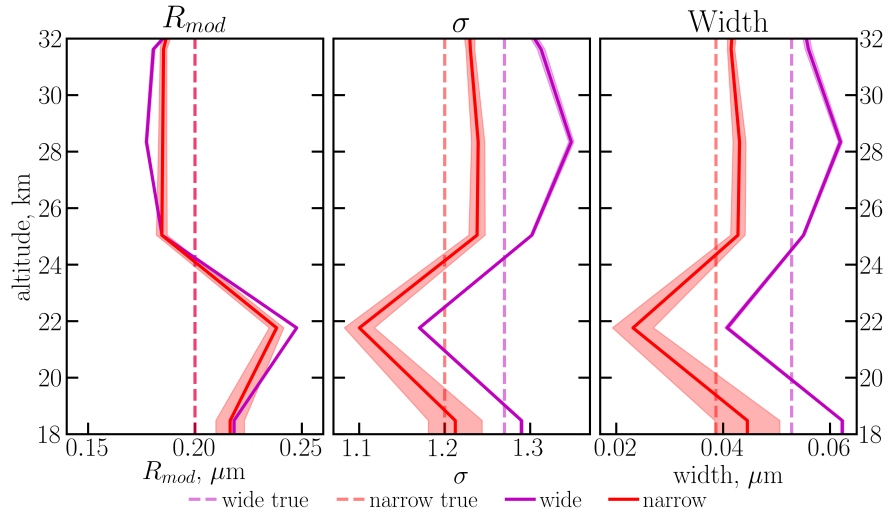 R_mod σ Width
32 32
30 30
28 28
26 26
24 24
22 22
20 20
18 18
altitude, km
0.15 0.20 0.25 1.1 1.2 1.3 0.02 0.04 0.06
R_mod, μm σ width, μm
wide true narrow true wide narrow